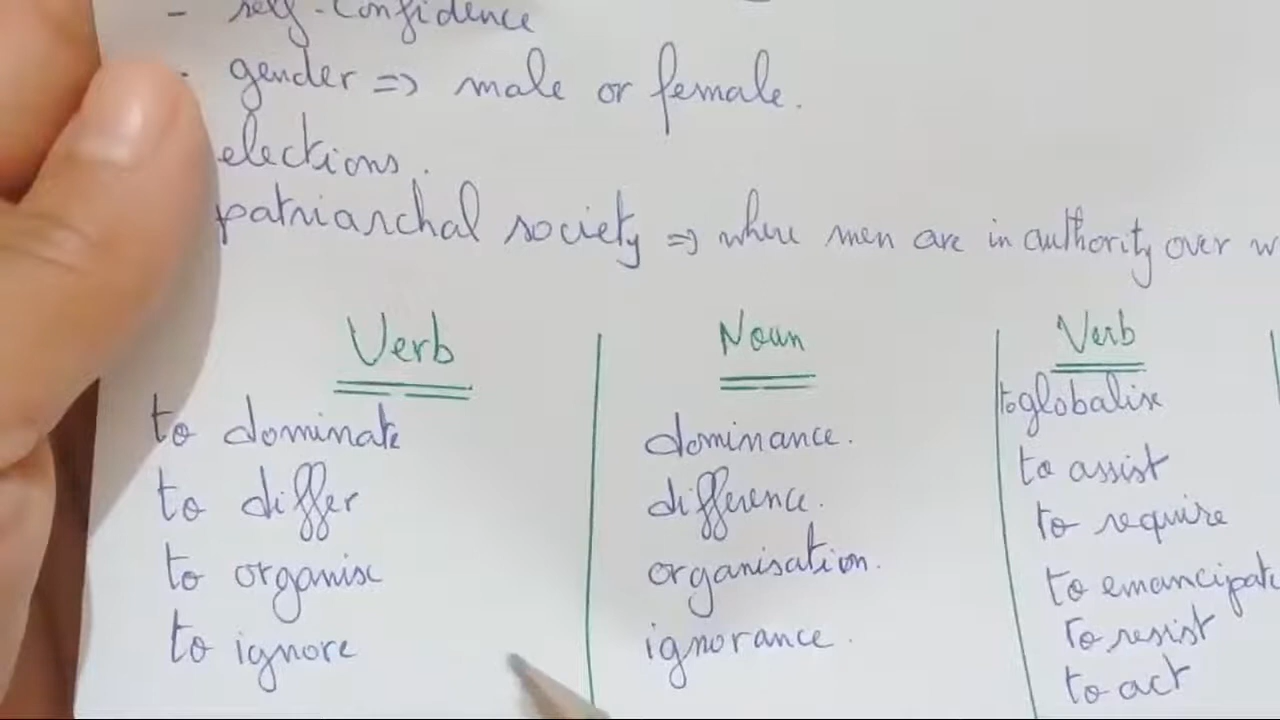 - self-Confidence
- gender => male or female.
elections.
patriarchal society => where men are in authority over
Verb Noun Verb
to dominate dominance. to globalise
to differ difference. to assist
to organise organisation. to require
to ignore ignorance. to emancipate
to resist
to act